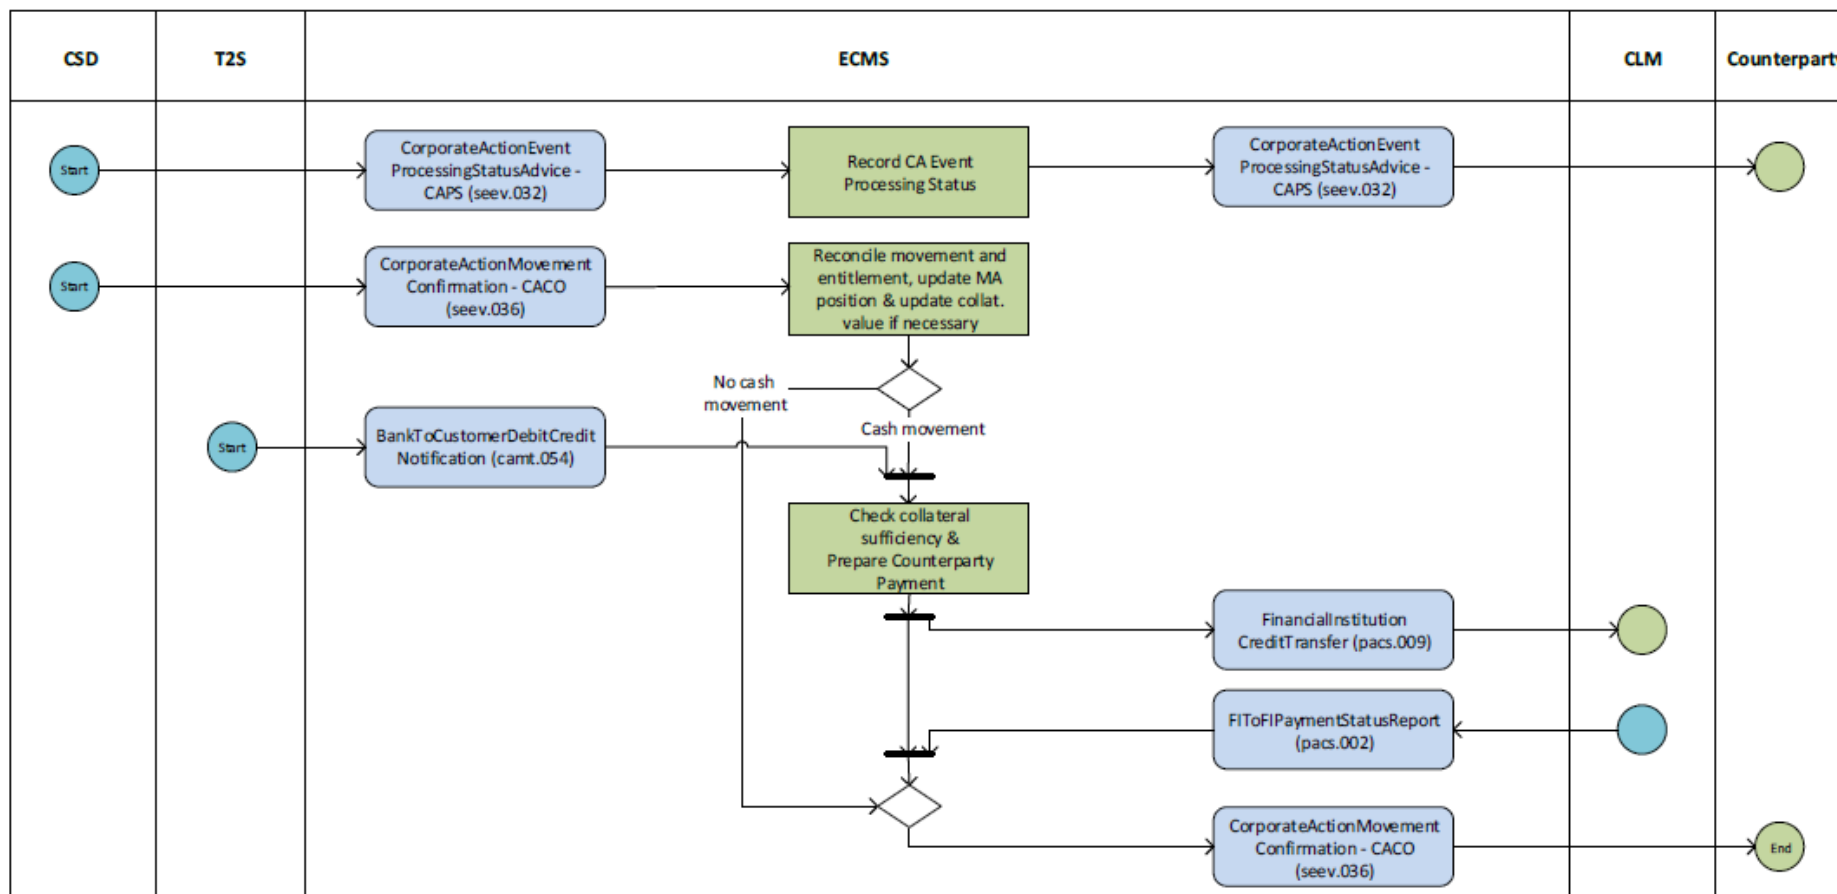 CSD
T2S
ECMS
CLM
Counterparty
Start
CorporateActionEvent
ProcessingStatusAdvice -
CAPS (seev.032)
Record CA Event
Processing Status
CorporateActionEvent
ProcessingStatusAdvice -
CAPS (seev.032)
Start
CorporateActionMovement
Confirmation - CACO
(seev.036)
Reconcile movement and
entitlement, update MA
position & update collat.
value if necessary
No cash
movement
Cash movement
Start
BankToCustomerDebitCredit
Notification (camt.054)
Check collateral
sufficiency &
Prepare Counterparty
Payment
FinancialInstitution
CreditTransfer (pacs.009)
FIToFIPaymentStatusReport
(pacs.002)
CorporateActionMovement
Confirmation - CACO
(seev.036)
End